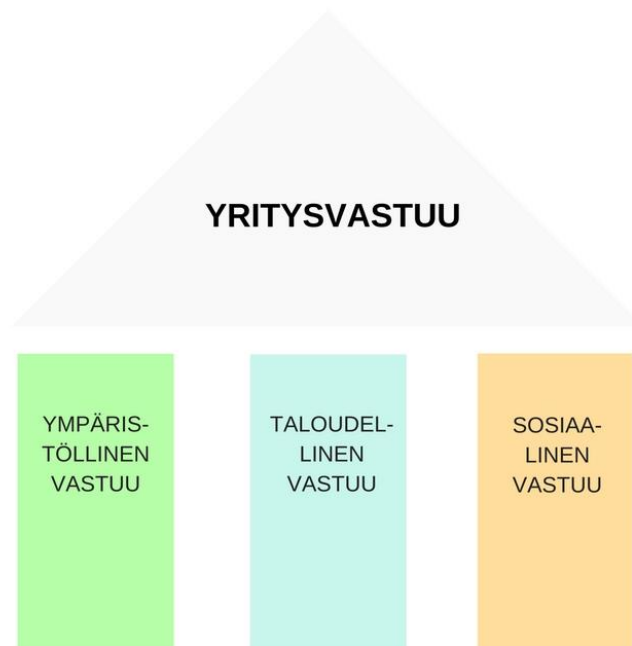 YRITYSVASTUU
YMPÄRIS-
TÖLLINEN
VASTUU
TALOUDEL-
LINEN
VASTUU
SOSIAA-
LINEN
VASTUU